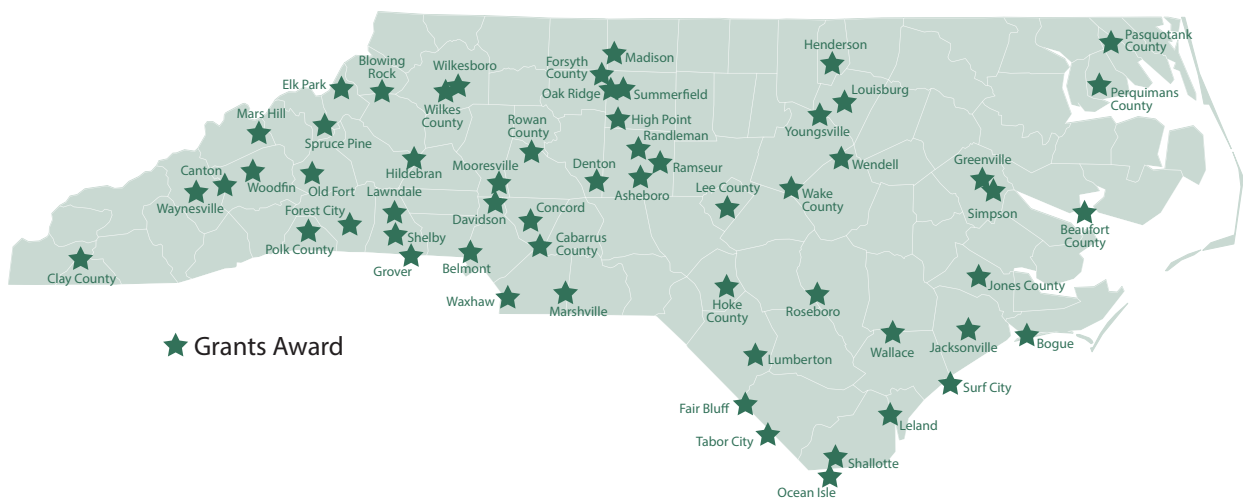 Pasquotank
County
Henderson
Madison
Blowing
Rock
Wilkesboro
Forsyth
County
Elk Park
Oak Ridge
Summerfield
Louisburg
Perquimans
County
Wilkes
County
Mars Hill
Rowan
County
High Point
Youngsville
Spruce Pine
Randleman
Canton
Hildebran
Mooresville
Denton
Ramseur
Wendell
Greenville
Woodfin
Old Fort
Lawndale
Asheboro
Lee County
Wake
County
Waynesville
Forest City
Davidson
Concord
Simpson
Beaufort
County
Polk County
Shelby
Cabarrus
County
Clay County
Grover
Belmont
Jones County
Waxhaw
Marshville
Hoke
County
Roseboro
Grants Award
Wallace
Jacksonville
Bogue
Lumberton
Surf City
Fair Bluff
Leland
Tabor City
Shallotte
Ocean Isle